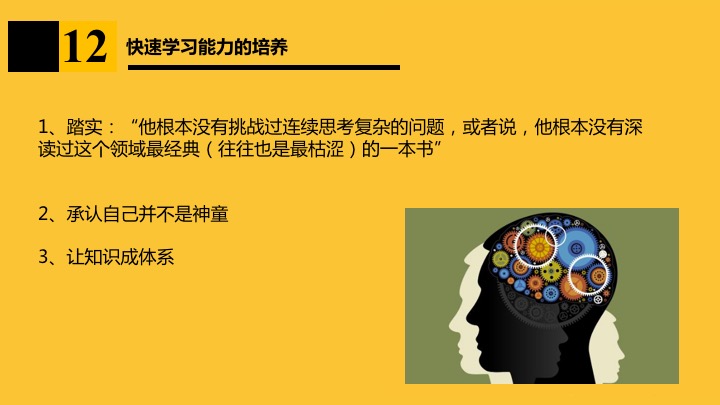 12
快速学习能力的培养
1、踏实：“他根本没有挑战过连续思考复杂的问题，或者说，他根本没有深
读过这个领域最经典（往往也是最枯涩）的一本书”
2、承认自己并不是神童
3、让知识成体系